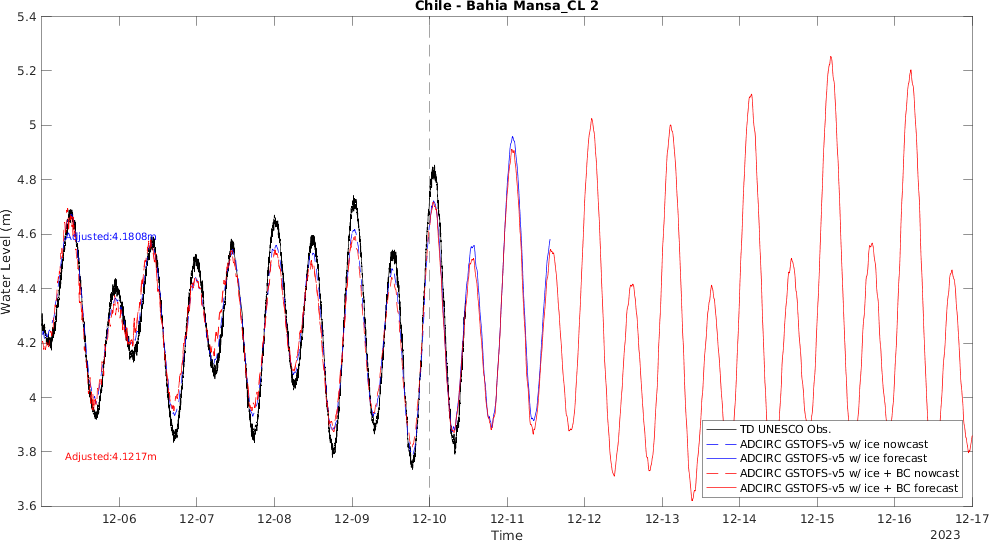 Chile - Bahia Mansa_CL 2
Water Level (m)
5.4
5.2
5
4.8
4.6
4.4
4.2
4
3.8
3.6
Adjusted:4.1808m
Adjusted:4.1217m
TD UNESCO Obs.
ADCIRC GSTOFS-v5 w/ ice nowcast
ADCIRC GSTOFS-v5 w/ ice forecast
ADCIRC GSTOFS-v5 w/ ice + BC nowcast
ADCIRC GSTOFS-v5 w/ ice + BC forecast
12-06 12-07 12-08 12-09 12-10 12-11 12-12 12-13 12-14 12-15 12-16 12-17
Time
2023